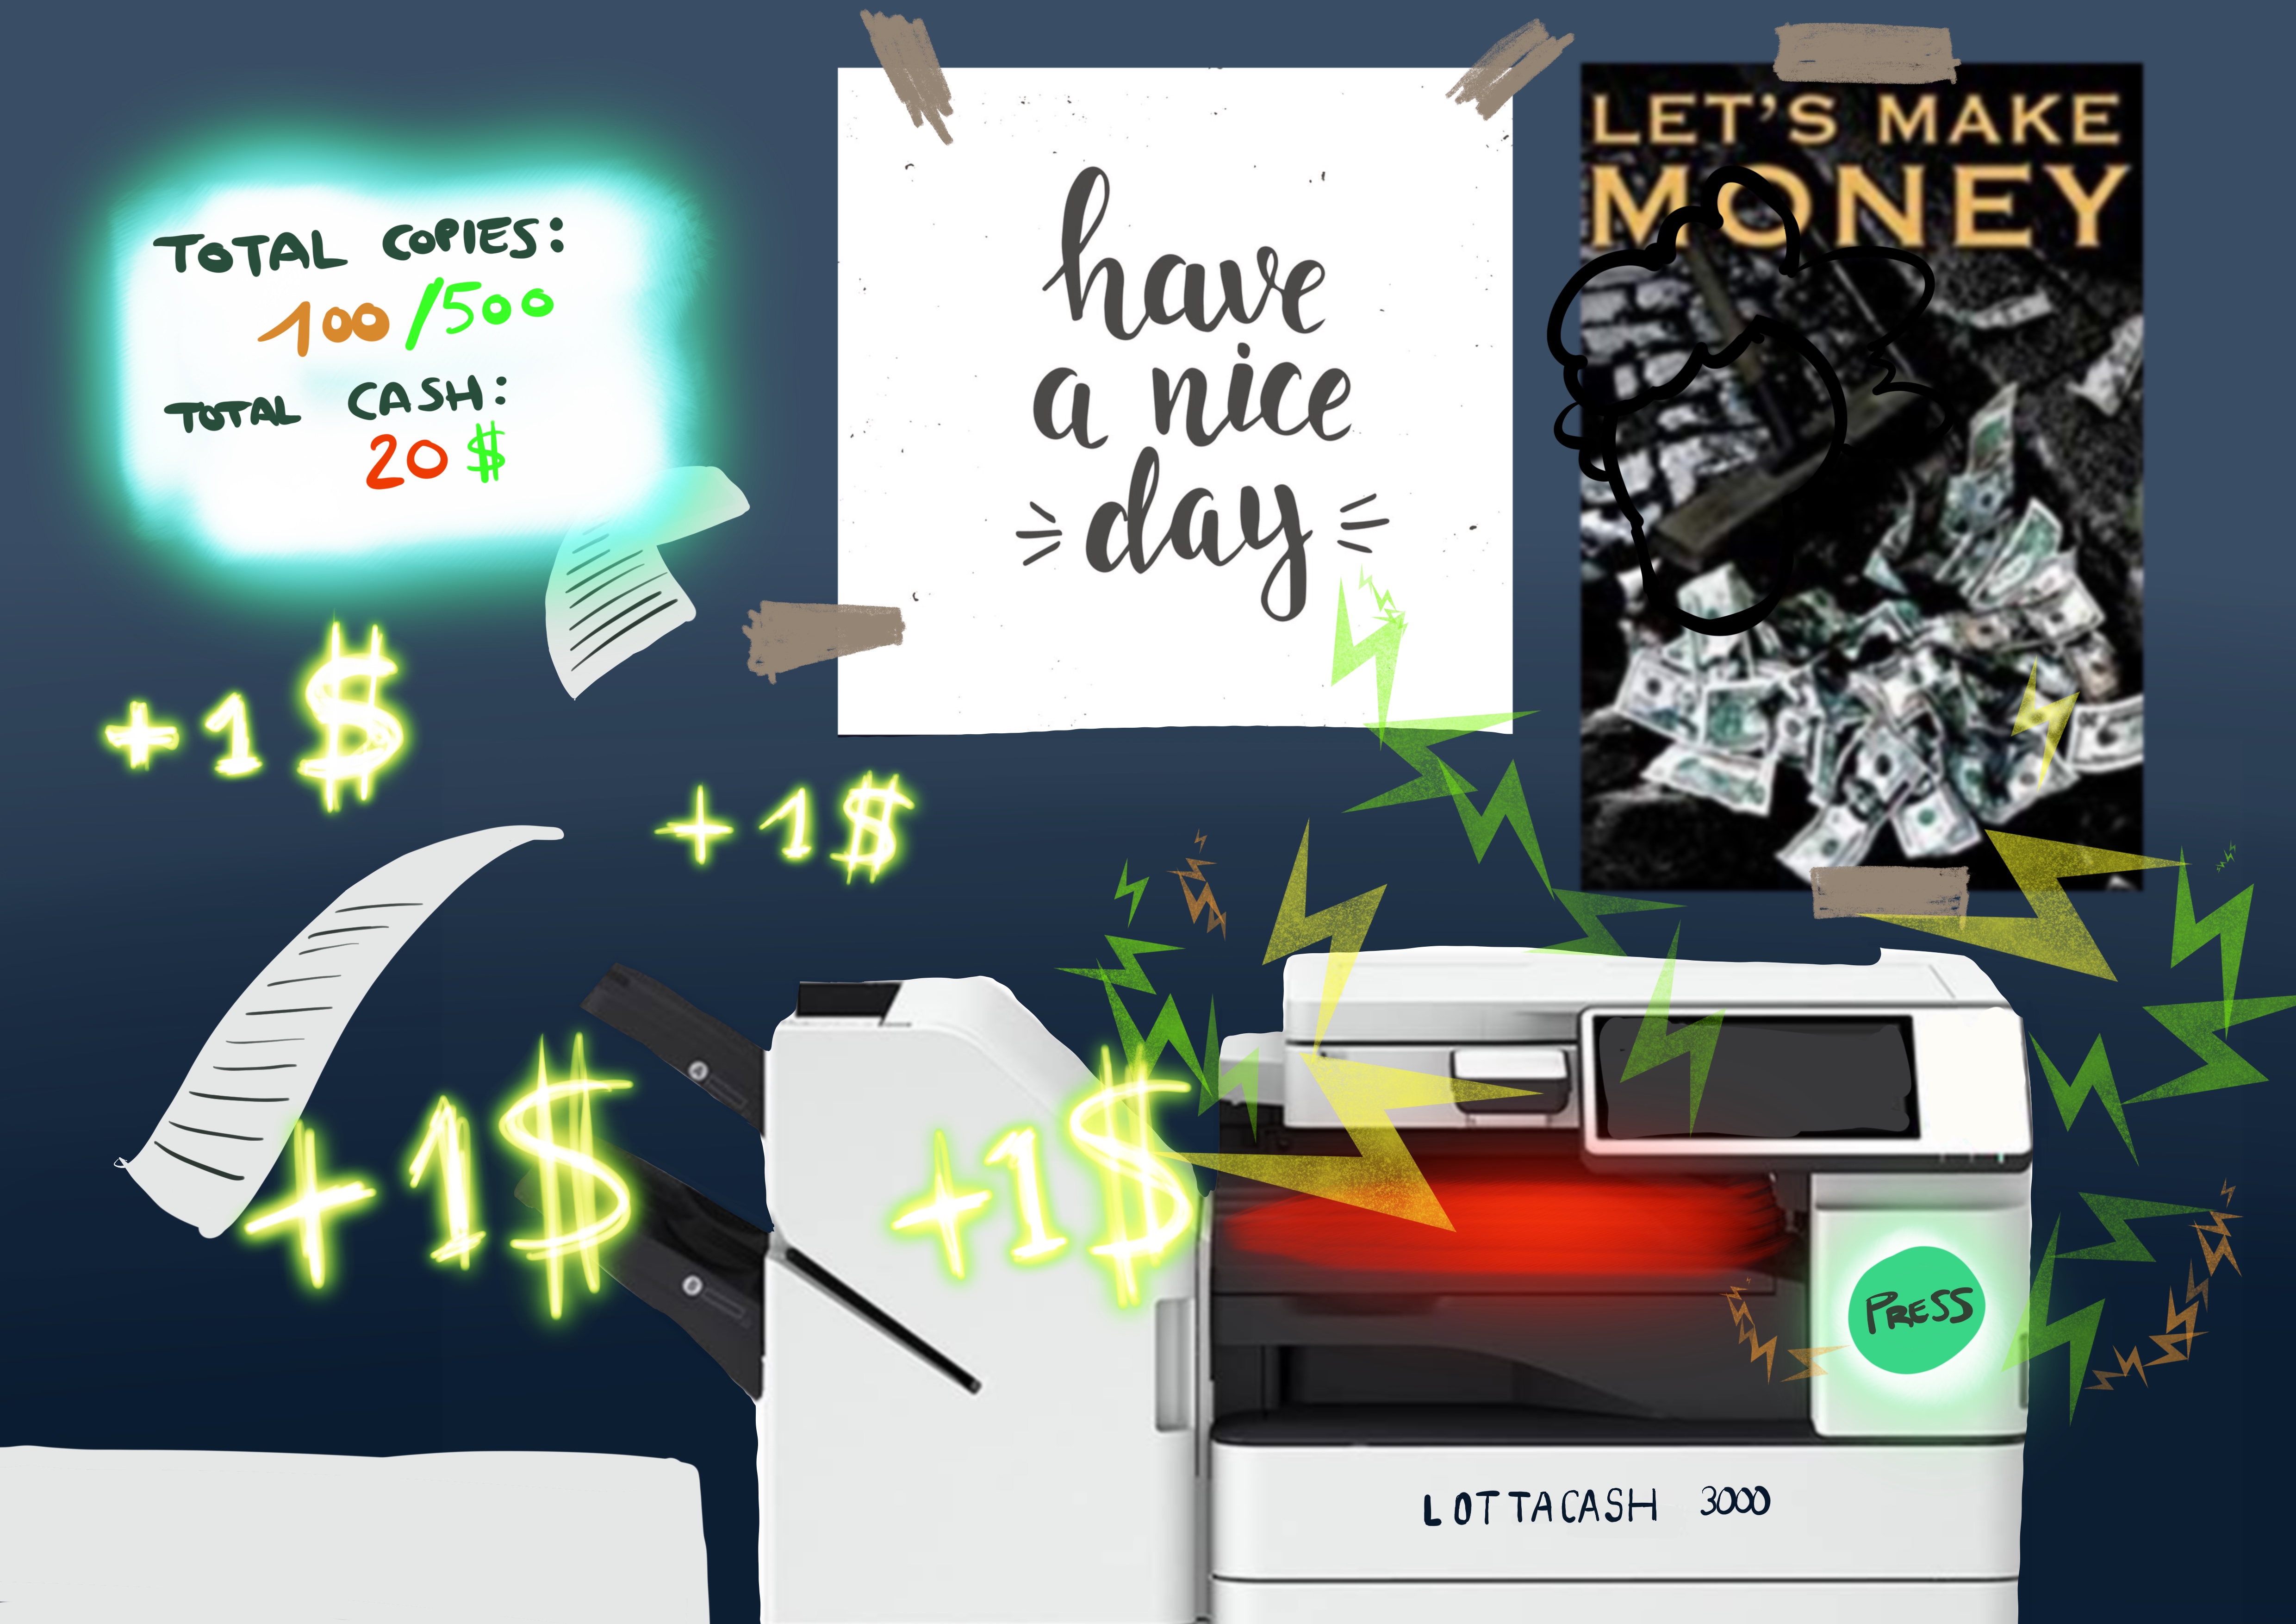 TOTAL COPIES:
100/500
TOTAL CASH:
20$
have
a nice
day
LET'S MAKE
MONEY
+1$
+1$
+1$
+1$
PRESS
LOTTACASH 3000